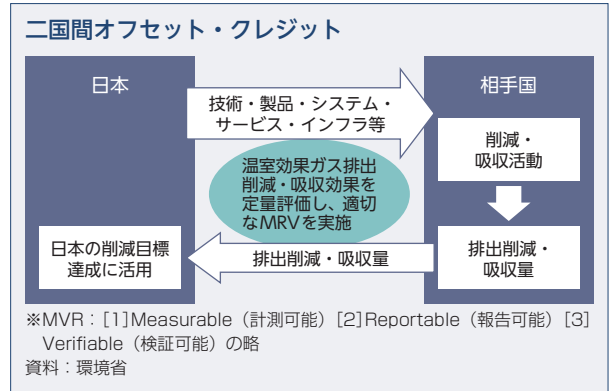 二国間オフセット・クレジット
日本
技術・製品・システム・
サービス・インフラ等
相手国
削減・
吸収活動
温室効果ガス排出
削減・吸収効果を
定量評価し、適切
なMRVを実施
日本の削減目標
達成に活用
排出削減・吸収量
排出削減・
吸収量
※MVR：[1]Measurable（計測可能）[2]Reportable（報告可能）[3]
Verifiable（検証可能）の略
資料：環境省